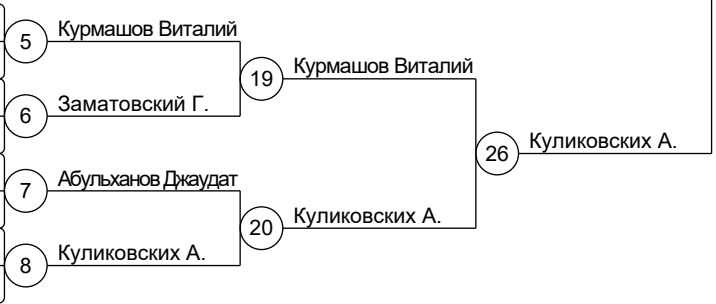 5 Курмашов Виталий
19 Курмашов Виталий
6 Заматовский Г.
26 Куликовских А.
7 Абульханов Джаудат
20 Куликовских А.
8 Куликовских А.